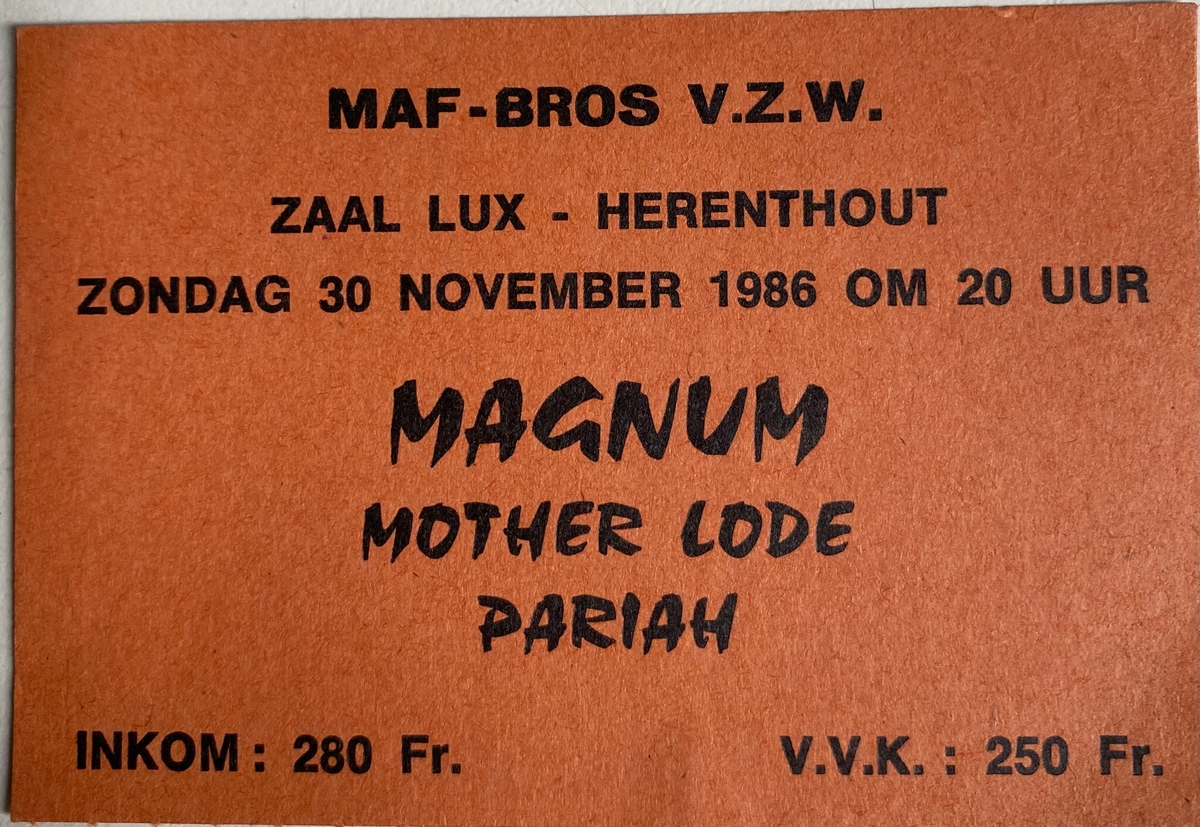 MAF-BROS V.Z.W.
ZAAL LUX - HERENTHOUT
ZONDAG 30 NOVEMBER 1986 OM 20 UUR
MAGNUM
MOTHER LODE
PARIAH
INKOM: 280 Fr. V.V.K. : 250 Fr.